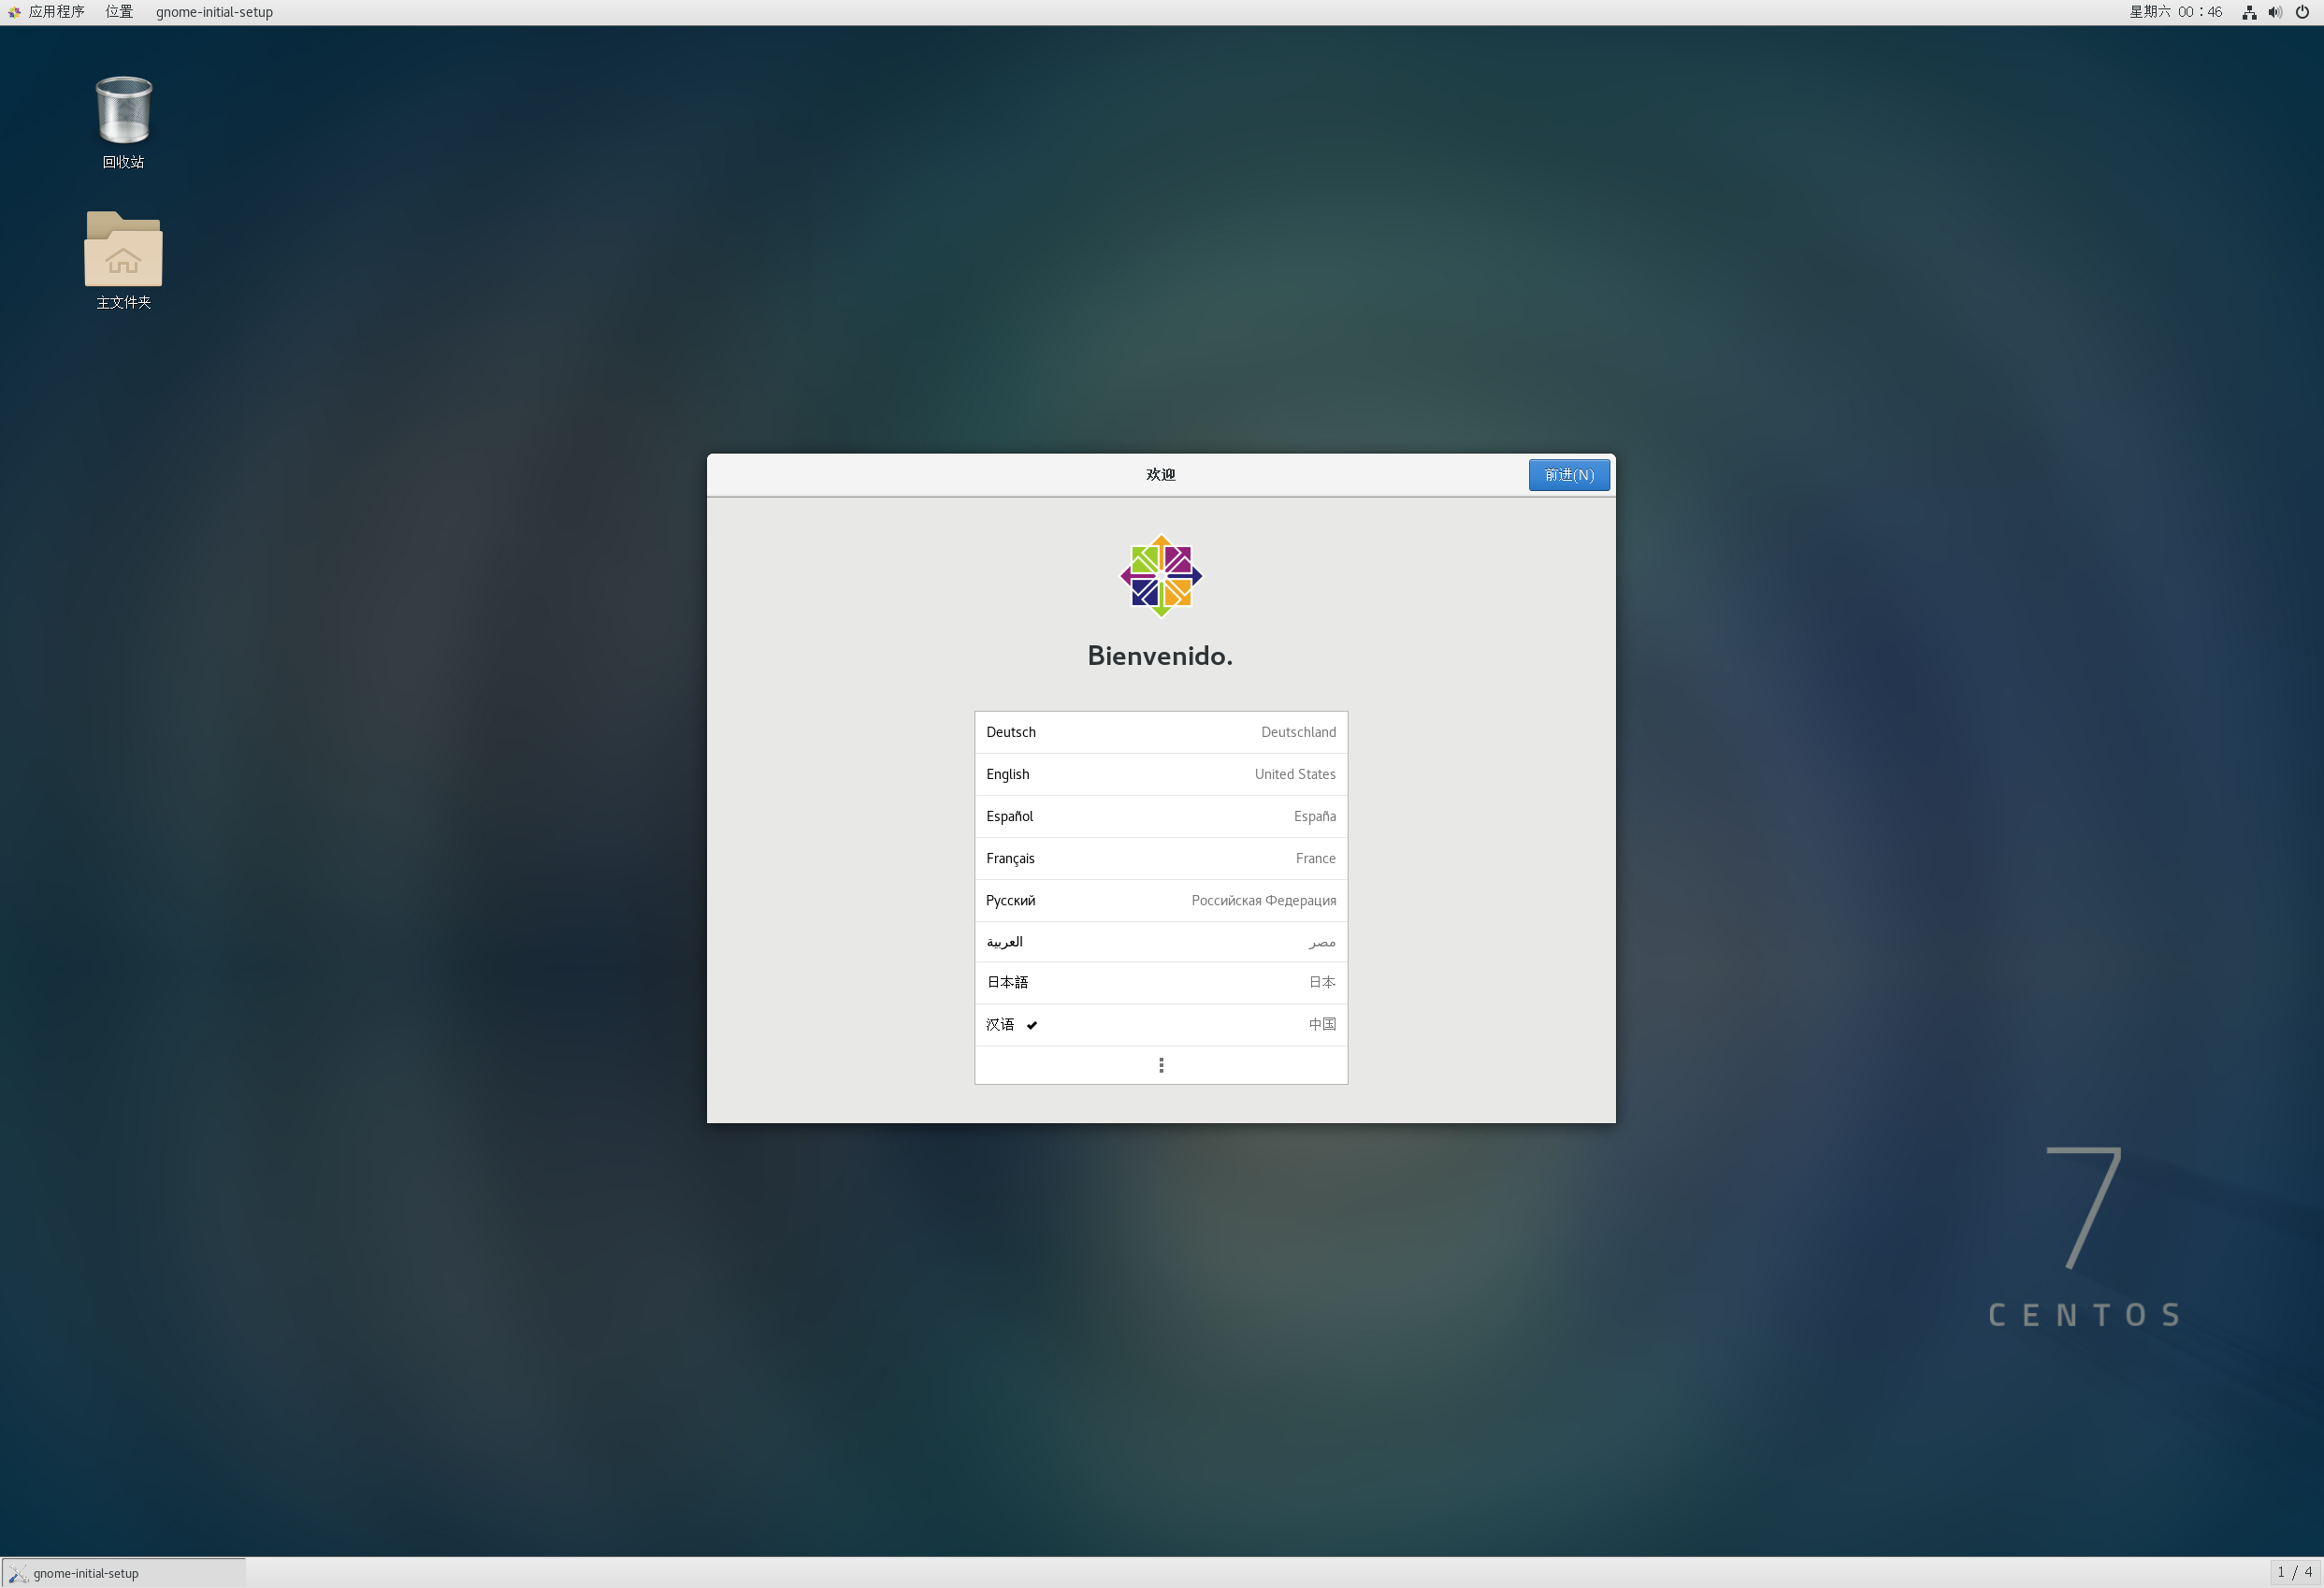 应用程序 位置 gnome-initial-setup 星期六 00：46
回收站
主文件夹
欢迎 前进(N)
Bienvenido.
Deutsch Deutschland
English United States
Español España
Français France
Русский Российская Федерация
العربية مصر
日本語 日本
汉语 中国
7
CENTOS
gnome-initial-setup 1 / 4